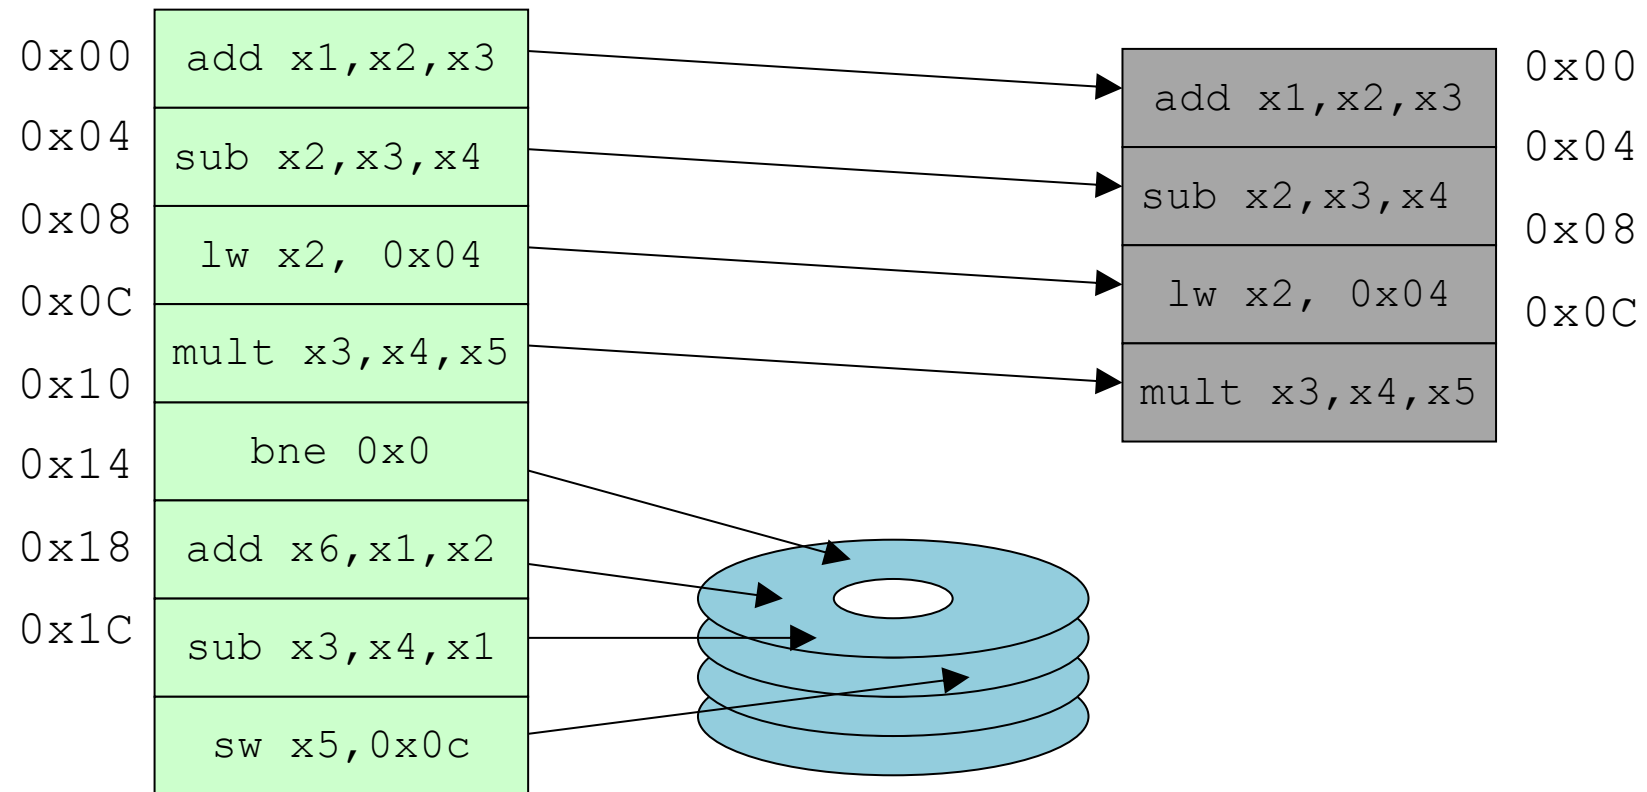 0x00
add x1,x2,x3
0x04
sub x2,x3,x4
0x08
lw x2, 0x04
0x0C
mult x3,x4,x5
0x10
bne 0x0
0x14
add x6,x1,x2
0x18
sub x3,x4,x1
0x1C
sw x5,0x0c
add x1,x2,x3
0x00
sub x2,x3,x4
0x04
lw x2, 0x04
0x08
mult x3,x4,x5
0x0C